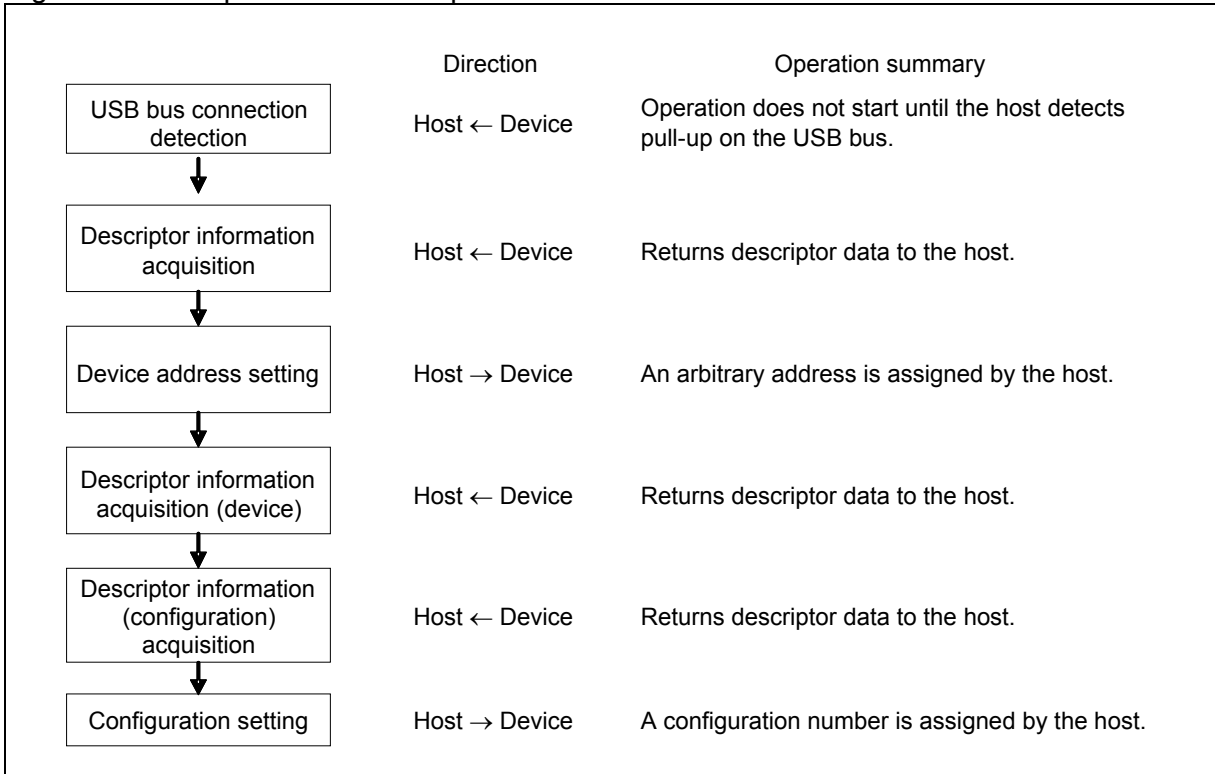 Direction Operation summary
USB bus connection
detection
Host ← Device
Operation does not start until the host detects
pull-up on the USB bus.
Descriptor information
acquisition
Host ← Device
Returns descriptor data to the host.
Device address setting
Host → Device
An arbitrary address is assigned by the host.
Descriptor information
acquisition (device)
Host ← Device
Returns descriptor data to the host.
Descriptor information
(configuration)
acquisition
Host ← Device
Returns descriptor data to the host.
Configuration setting
Host → Device
A configuration number is assigned by the host.